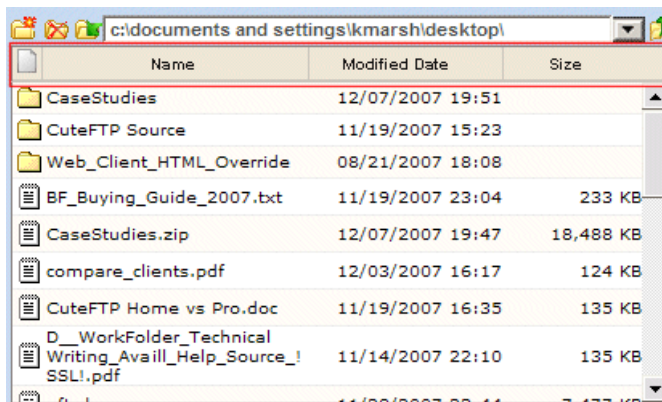 c:\documents and settings\kmarsh\desktop\
Name Modified Date Size
CaseStudies 12/07/2007 19:51
CuteFTP Source 11/19/2007 15:23
Web_Client_HTML_Override 08/21/2007 18:08
BF_Buying_Guide_2007.txt 11/19/2007 23:04 233 KB
CaseStudies.zip 12/07/2007 19:47 18,488 KB
compare_clients.pdf 12/03/2007 16:17 124 KB
CuteFTP Home vs Pro.doc 11/19/2007 16:35 135 KB
D__WorkFolder_Technical
Writing_Availl_Help_Source_! 11/14/2007 22:10 135 KB
SSL!.pdf